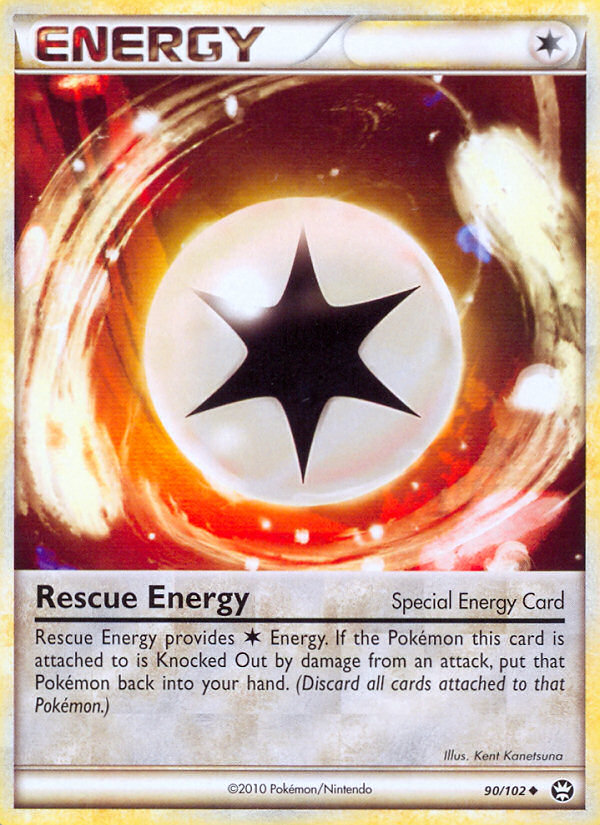 ENERGY
Rescue Energy
Special Energy Card
Rescue Energy provides Energy. If the Pokémon this card is
attached to is Knocked Out by damage from an attack, put that
Pokémon back into your hand. (Discard all cards attached to that
Pokémon.)
Illus. Kent Kanetsuna
©2010 Pokémon/Nintendo
90/102